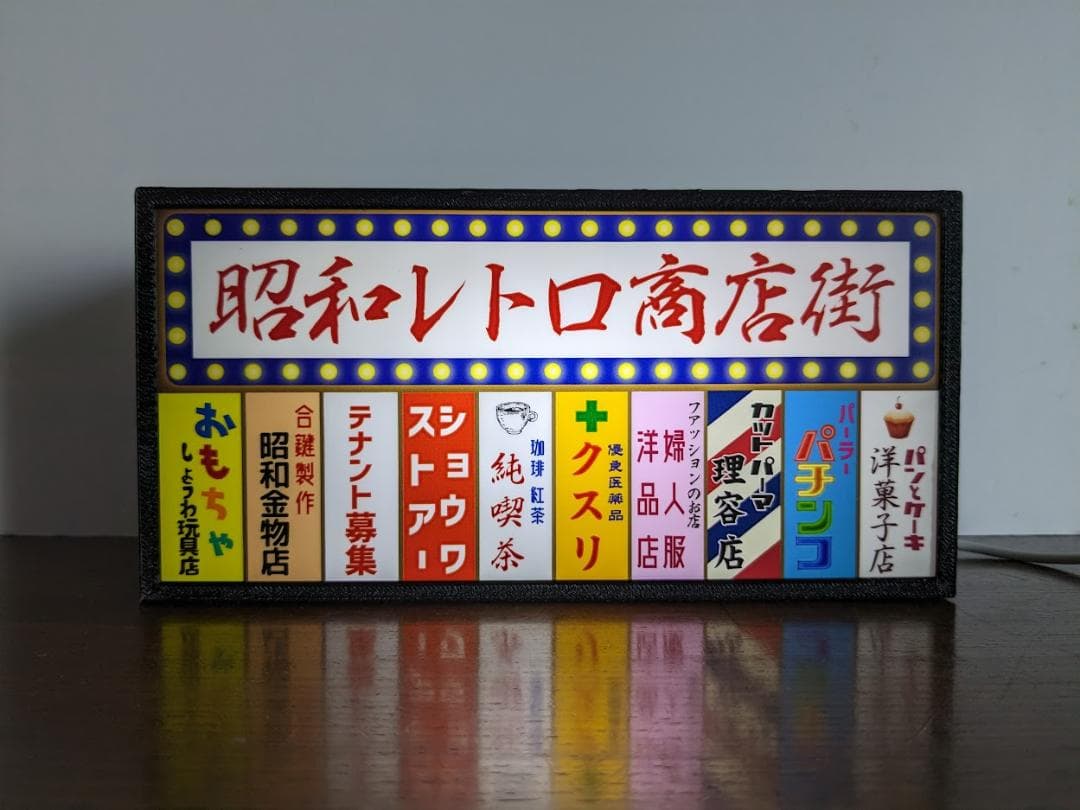 昭和レトロ商店街
おもちゃ
しょうわ玩具店
合鍵製作
昭和金物店
テナント募集
ショウワ
ストアー
珈琲 紅茶
純喫茶
優良医薬品
クスリ
ファッションのお店
婦人服
洋品店
カットパーマ
理容店
パーラー
パチンコ
パンとケーキ
洋菓子店